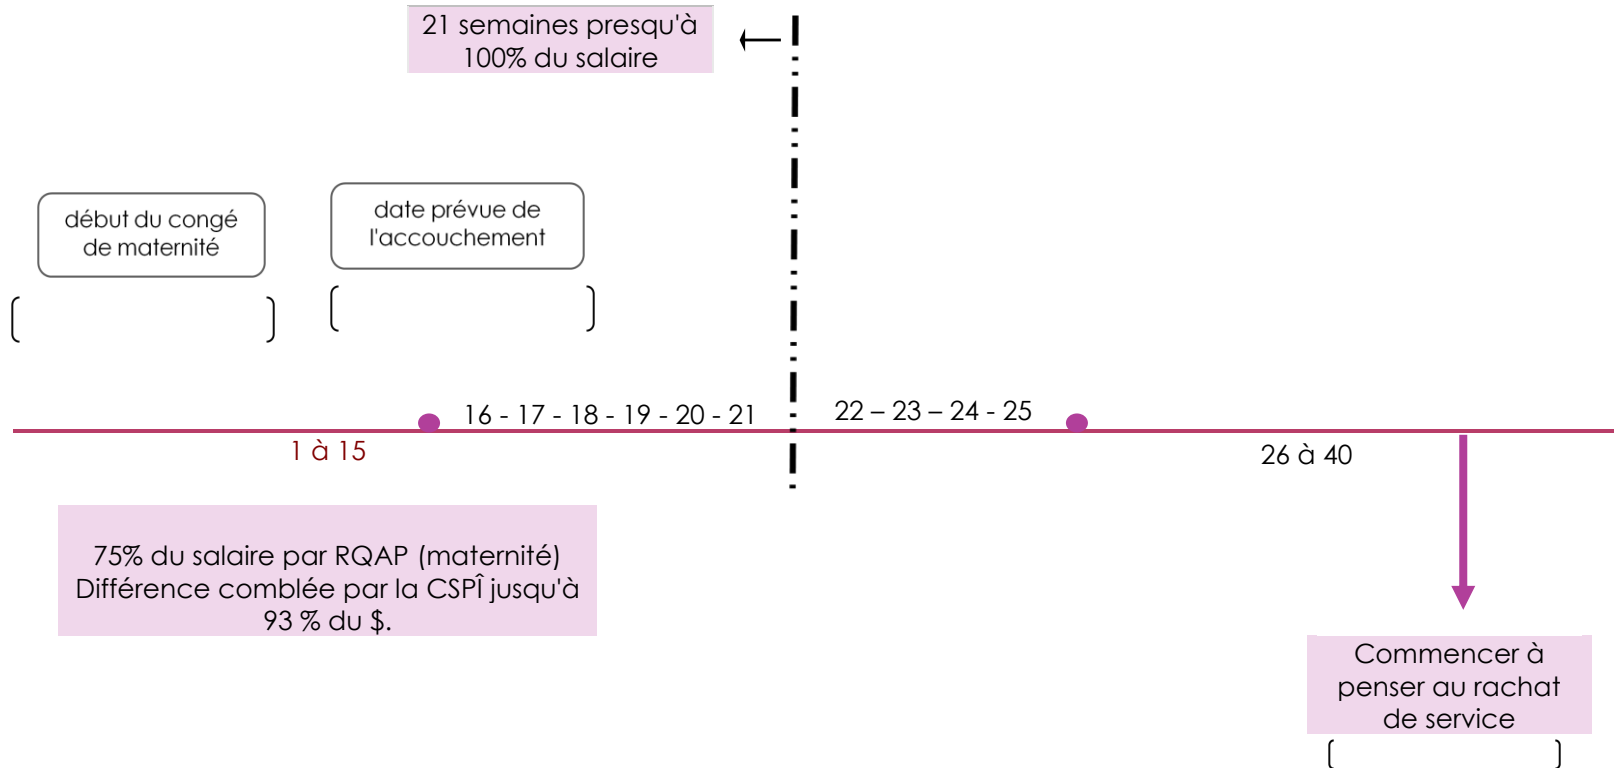 21 semaines presqu'à
100% du salaire
début du congé
de maternité
date prévue de
l'accouchement
16 - 17 - 18 - 19 - 20 - 21
22 – 23 – 24 - 25
1 à 15
26 à 40
75% du salaire par RQAP (maternité)
Différence comblée par la CSPÎ jusqu'à
93 % du $.
Commencer à
penser au rachat
de service